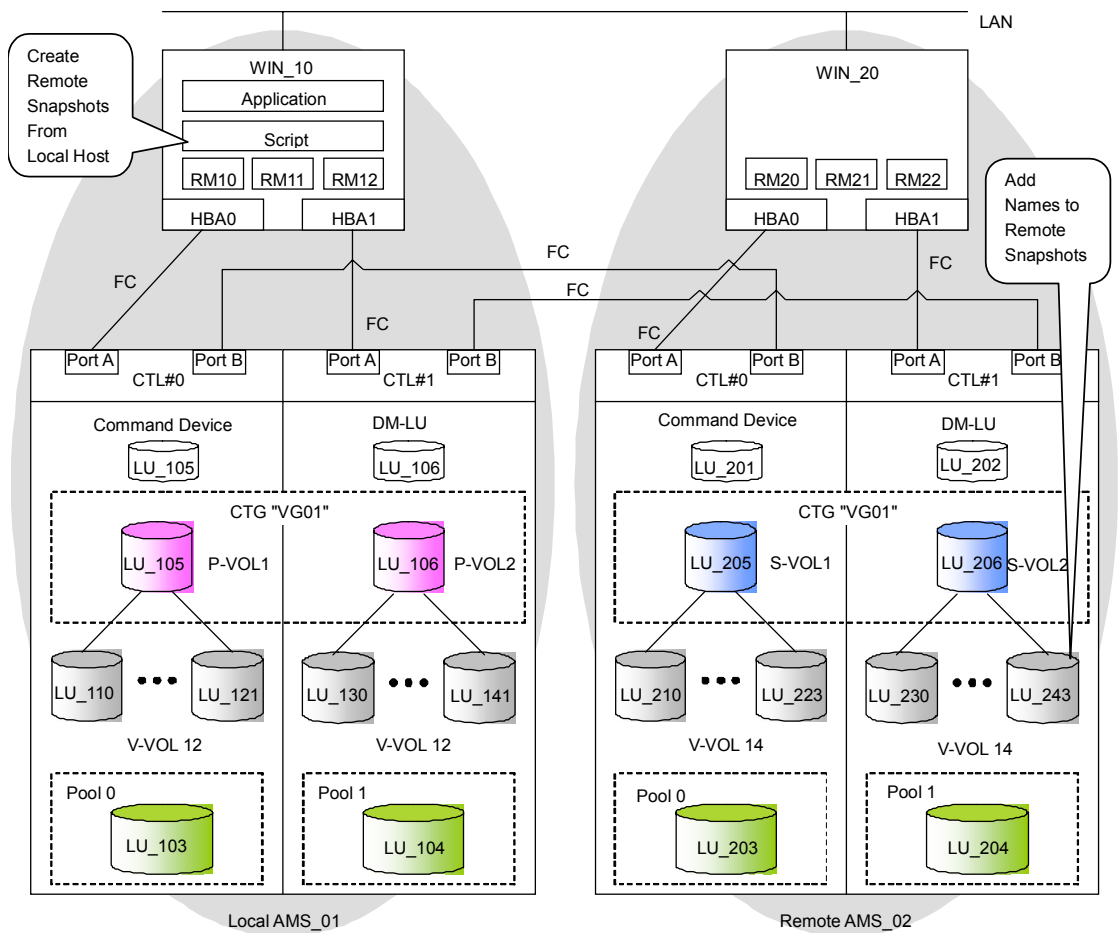 LAN
Create
Remote
Snapshots
From
Local Host
WIN_10
Application
Script
RM10 RM11 RM12
HBA0 HBA1
WIN_20
RM20 RM21 RM22
HBA0 HBA1
Add
Names to
Remote
Snapshots
FC
FC
FC
FC
FC
FC
Port A Port B Port A Port B
CTL#0 CTL#1
Port A Port B Port A Port B
CTL#0 CTL#1
Command Device DM-LU
LU_105 LU_106
CTG "VG01"
LU_105 P-VOL1 LU_106 P-VOL2
LU_110 LU_121 LU_130 LU_141
V-VOL 12 V-VOL 12
Pool 0 Pool 1
LU_103 LU_104
Local AMS_01
Command Device DM-LU
LU_201 LU_202
CTG "VG01"
LU_205 S-VOL1 LU_206 S-VOL2
LU_210 LU_223 LU_230 LU_243
V-VOL 14 V-VOL 14
Pool 0 Pool 1
LU_203 LU_204
Remote AMS_02